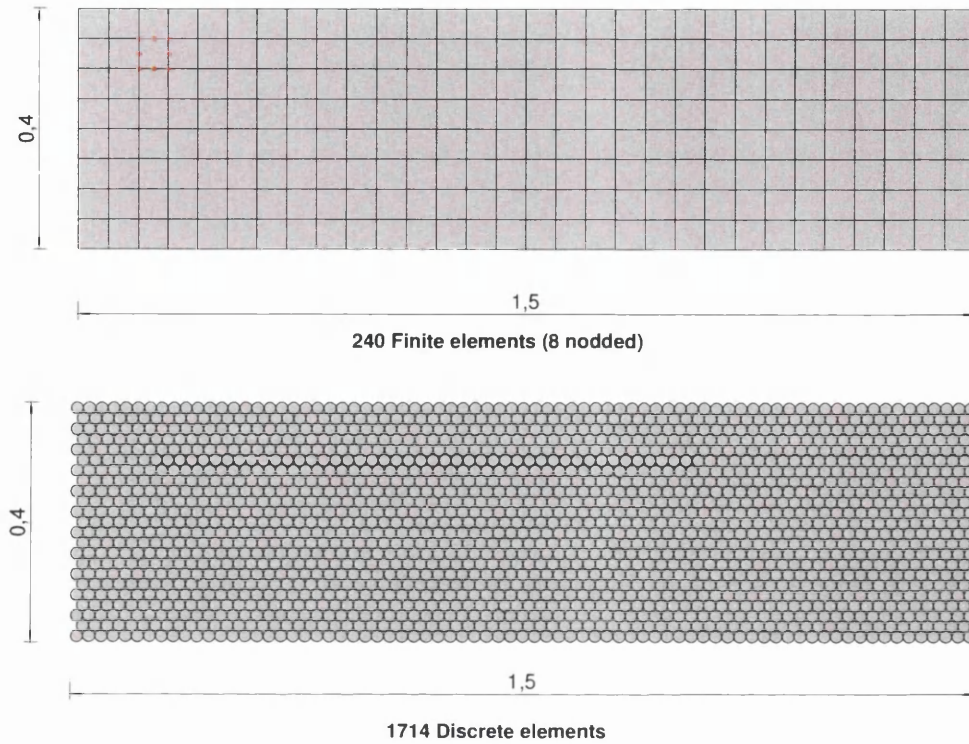 0,4
1,5
240 Finite elements (8 nodded)
0,4
1,5
1714 Discrete elements